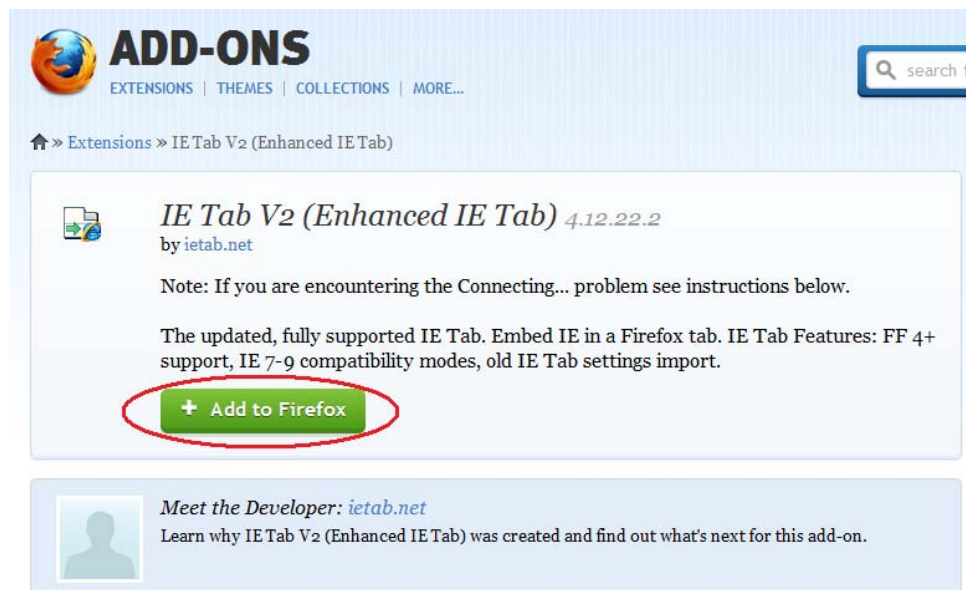 ADD-ONS
EXTENSIONS | THEMES | COLLECTIONS | MORE...
search
» Extensions » IE Tab V2 (Enhanced IE Tab)
IE Tab V2 (Enhanced IE Tab) 4.12.22.2
by ietab.net
Note: If you are encountering the Connecting... problem see instructions below.
The updated, fully supported IE Tab. Embed IE in a Firefox tab. IE Tab Features: FF 4+
support, IE 7-9 compatibility modes, old IE Tab settings import.
+ Add to Firefox
Meet the Developer: ietab.net
Learn why IE Tab V2 (Enhanced IE Tab) was created and find out what's next for this add-on.